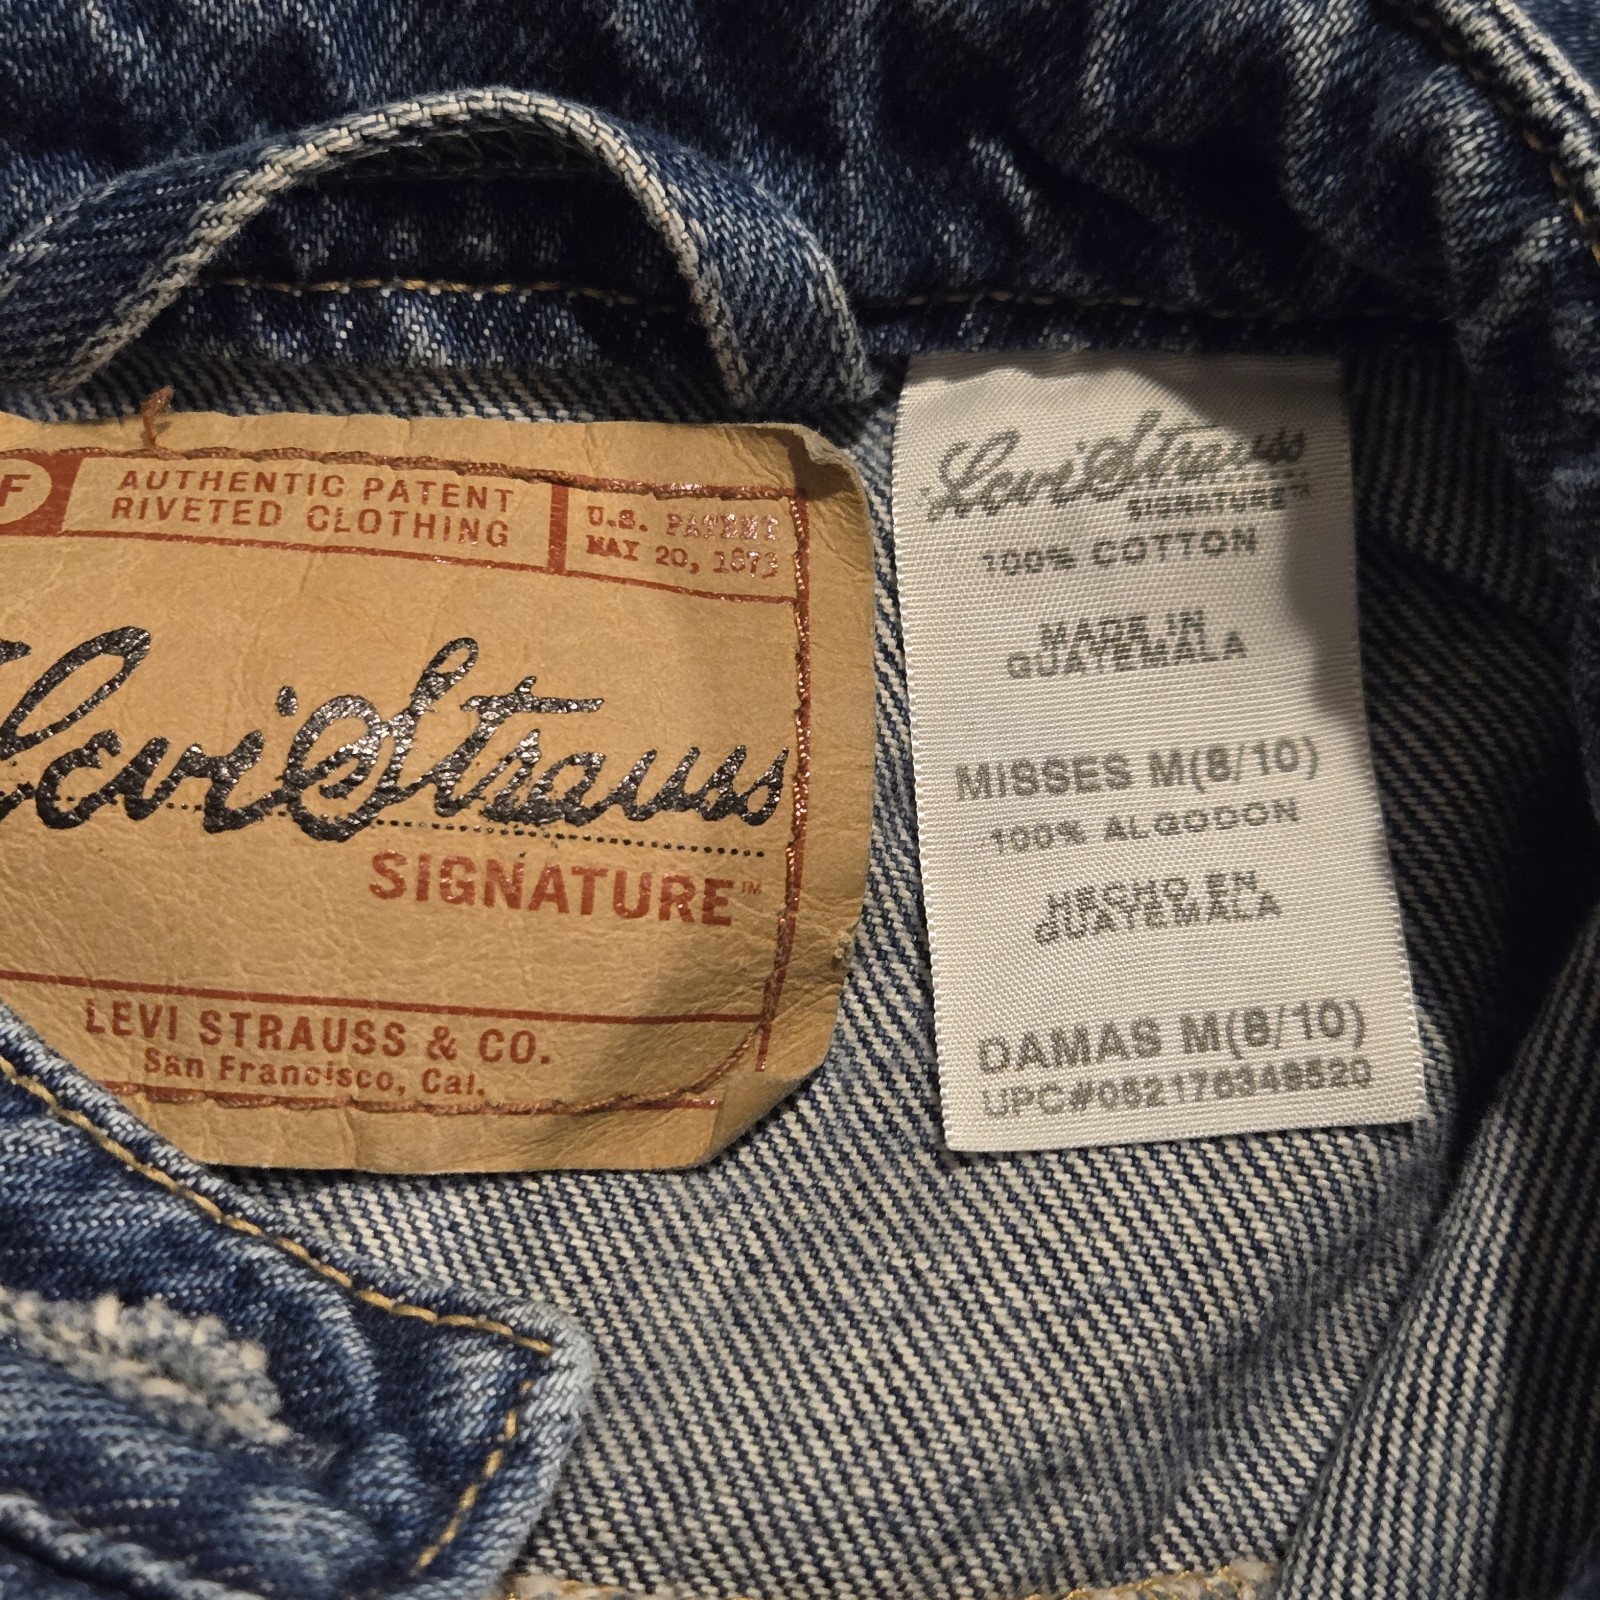 F
AUTHENTIC PATENT
RIVETED CLOTHING
U.S. PATENT
MAY 20, 1873
Levi Strauss
SIGNATURE™
LEVI STRAUSS & CO.
San Francisco, Cal.
Levi Strauss
SIGNATURE™
100% COTTON
MADE IN
GUATEMALA
MISSES M(8/10)
100% ALGODON
HECHO EN
GUATEMALA
DAMAS M(8/10)
UPC#052176349520